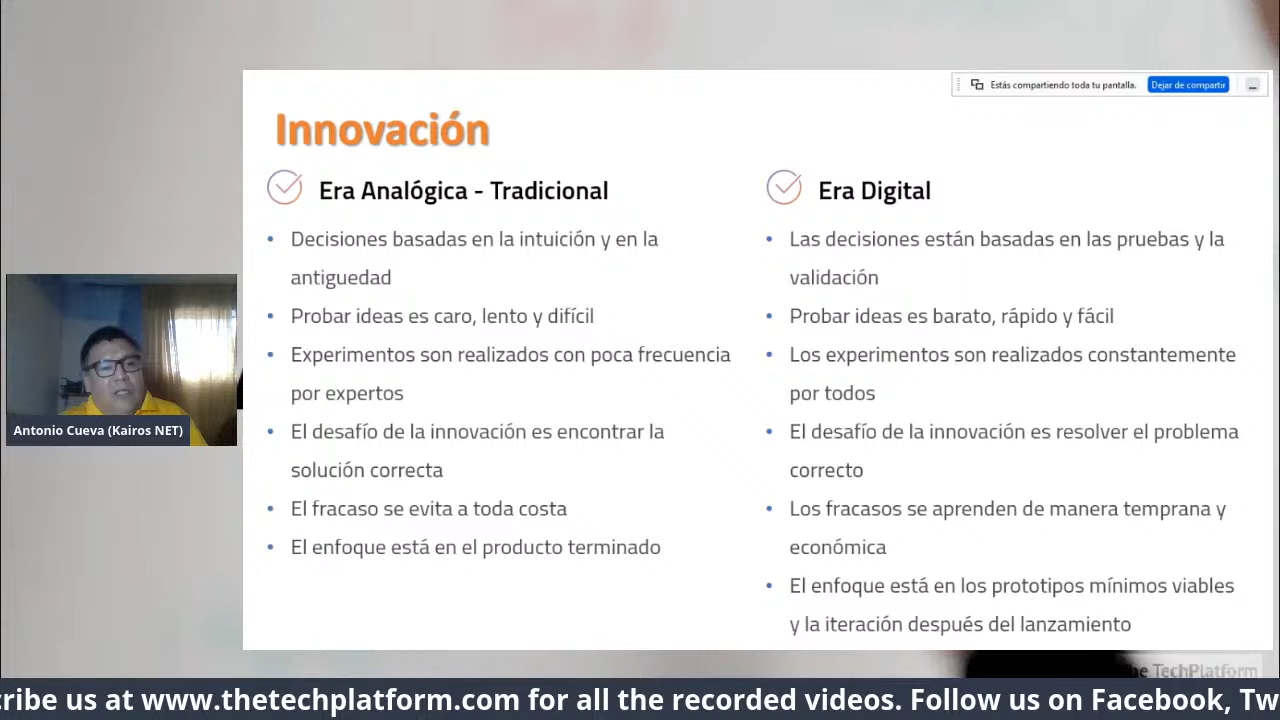 Estás compartiendo toda tu pantalla.
Dejar de compartir
Innovación
Era Analógica - Tradicional
Decisiones basadas en la intuición y en la
antiguedad
Probar ideas es caro, lento y difícil
Experimentos son realizados con poca frecuencia
por expertos
El desafío de la innovación es encontrar la
solución correcta
El fracaso se evita a toda costa
El enfoque está en el producto terminado
Era Digital
Las decisiones están basadas en las pruebas y la
validación
Probar ideas es barato, rápido y fácil
Los experimentos son realizados constantemente
por todos
El desafío de la innovación es resolver el problema
correcto
Los fracasos se aprenden de manera temprana y
económica
El enfoque está en los prototipos mínimos viables
y la iteración después del lanzamiento
Antonio Cueva (Kairos NET)
The TechPlatform
cribe us at www.thetechplatform.com for all the recorded videos. Follow us on Facebook, Tw